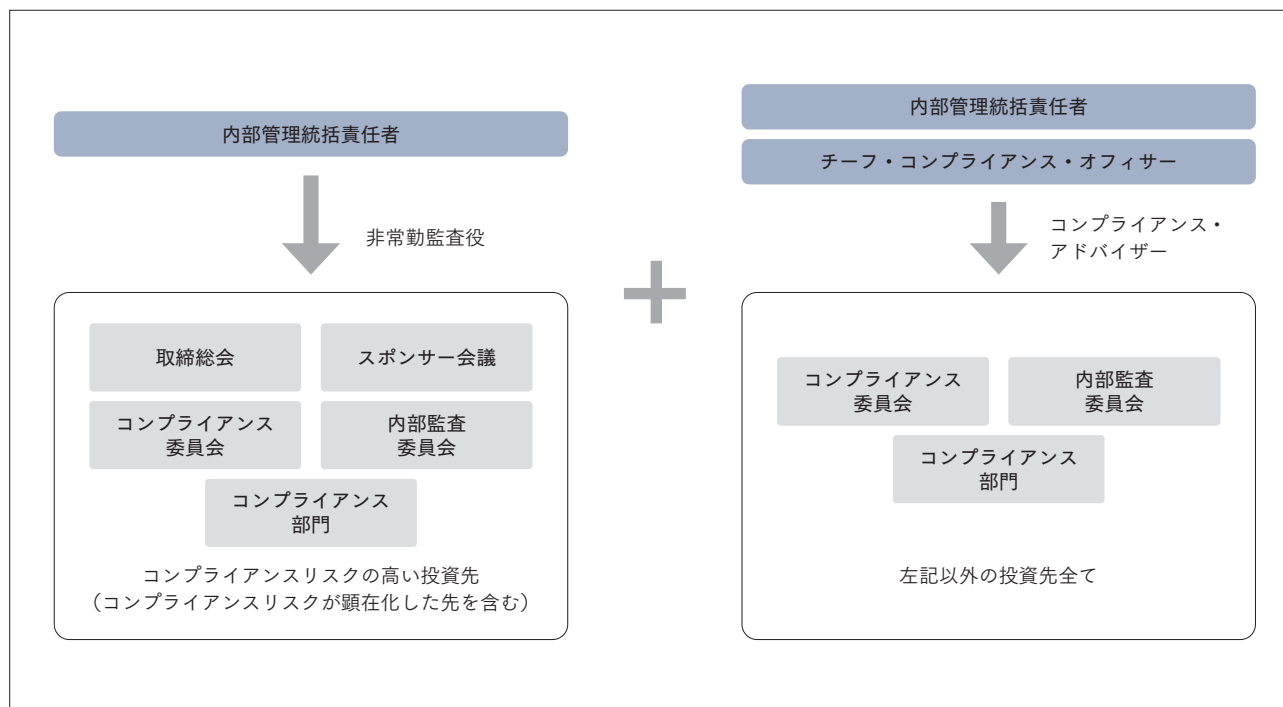 内部管理統括責任者
非常勤監査役
取締総会
スポンサー会議
コンプライアンス
委員会
内部監査
委員会
コンプライアンス
部門
コンプライアンスリスクの高い投資先
（コンプライアンスリスクが顕在化した先を含む）
＋
内部管理統括責任者
チーフ・コンプライアンス・オフィサー
コンプライアンス・
アドバイザー
コンプライアンス
委員会
内部監査
委員会
コンプライアンス
部門
左記以外の投資先全て